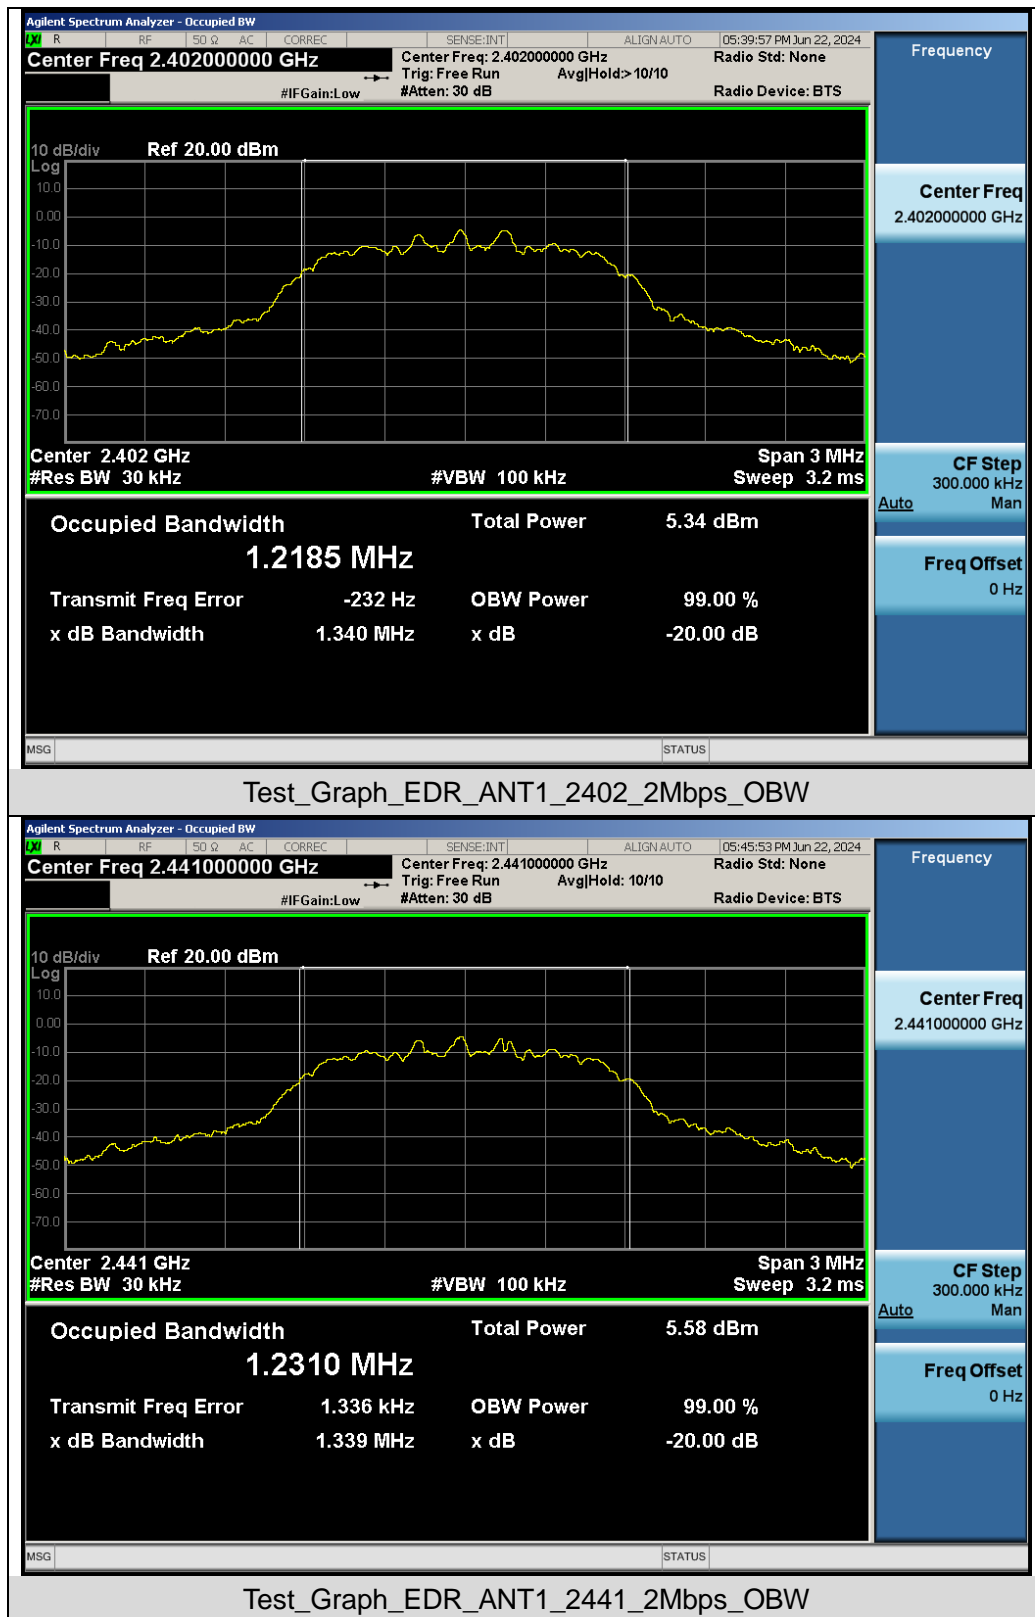 Agilent Spectrum Analyzer - Occupied BW
LXI R RF 50 Ω AC CORREC SENSE:INT ALIGN AUTO 05:39:57 PM Jun 22, 2024
Center Freq 2.402000000 GHz Center Freq: 2.402000000 GHz Radio Std: None
Trig: Free Run Avg|Hold:> 10/10
#IFGain:Low #Atten: 30 dB Radio Device: BTS
Frequency
10 dB/div Ref 20.00 dBm
Log
10.0
0.00
-10.0
-20.0
-30.0
-40.0
-50.0
-60.0
-70.0
Center 2.402 GHz Span 3 MHz
#Res BW 30 kHz #VBW 100 kHz Sweep 3.2 ms
Center Freq
2.402000000 GHz
CF Step
300.000 kHz
Auto Man
Freq Offset
0 Hz
Occupied Bandwidth Total Power 5.34 dBm
1.2185 MHz
Transmit Freq Error -232 Hz OBW Power 99.00 %
x dB Bandwidth 1.340 MHz x dB -20.00 dB
MSG STATUS
Test_Graph_EDR_ANT1_2402_2Mbps_OBW
Agilent Spectrum Analyzer - Occupied BW
LXI R RF 50 Ω AC CORREC SENSE:INT ALIGN AUTO 05:45:53 PM Jun 22, 2024
Center Freq 2.441000000 GHz Center Freq: 2.441000000 GHz Radio Std: None
Trig: Free Run Avg|Hold: 10/10
#IFGain:Low #Atten: 30 dB Radio Device: BTS
Frequency
10 dB/div Ref 20.00 dBm
Log
10.0
0.00
-10.0
-20.0
-30.0
-40.0
-50.0
-60.0
-70.0
Center 2.441 GHz Span 3 MHz
#Res BW 30 kHz #VBW 100 kHz Sweep 3.2 ms
Center Freq
2.441000000 GHz
CF Step
300.000 kHz
Auto Man
Freq Offset
0 Hz
Occupied Bandwidth Total Power 5.58 dBm
1.2310 MHz
Transmit Freq Error 1.336 kHz OBW Power 99.00 %
x dB Bandwidth 1.339 MHz x dB -20.00 dB
MSG STATUS
Test_Graph_EDR_ANT1_2441_2Mbps_OBW